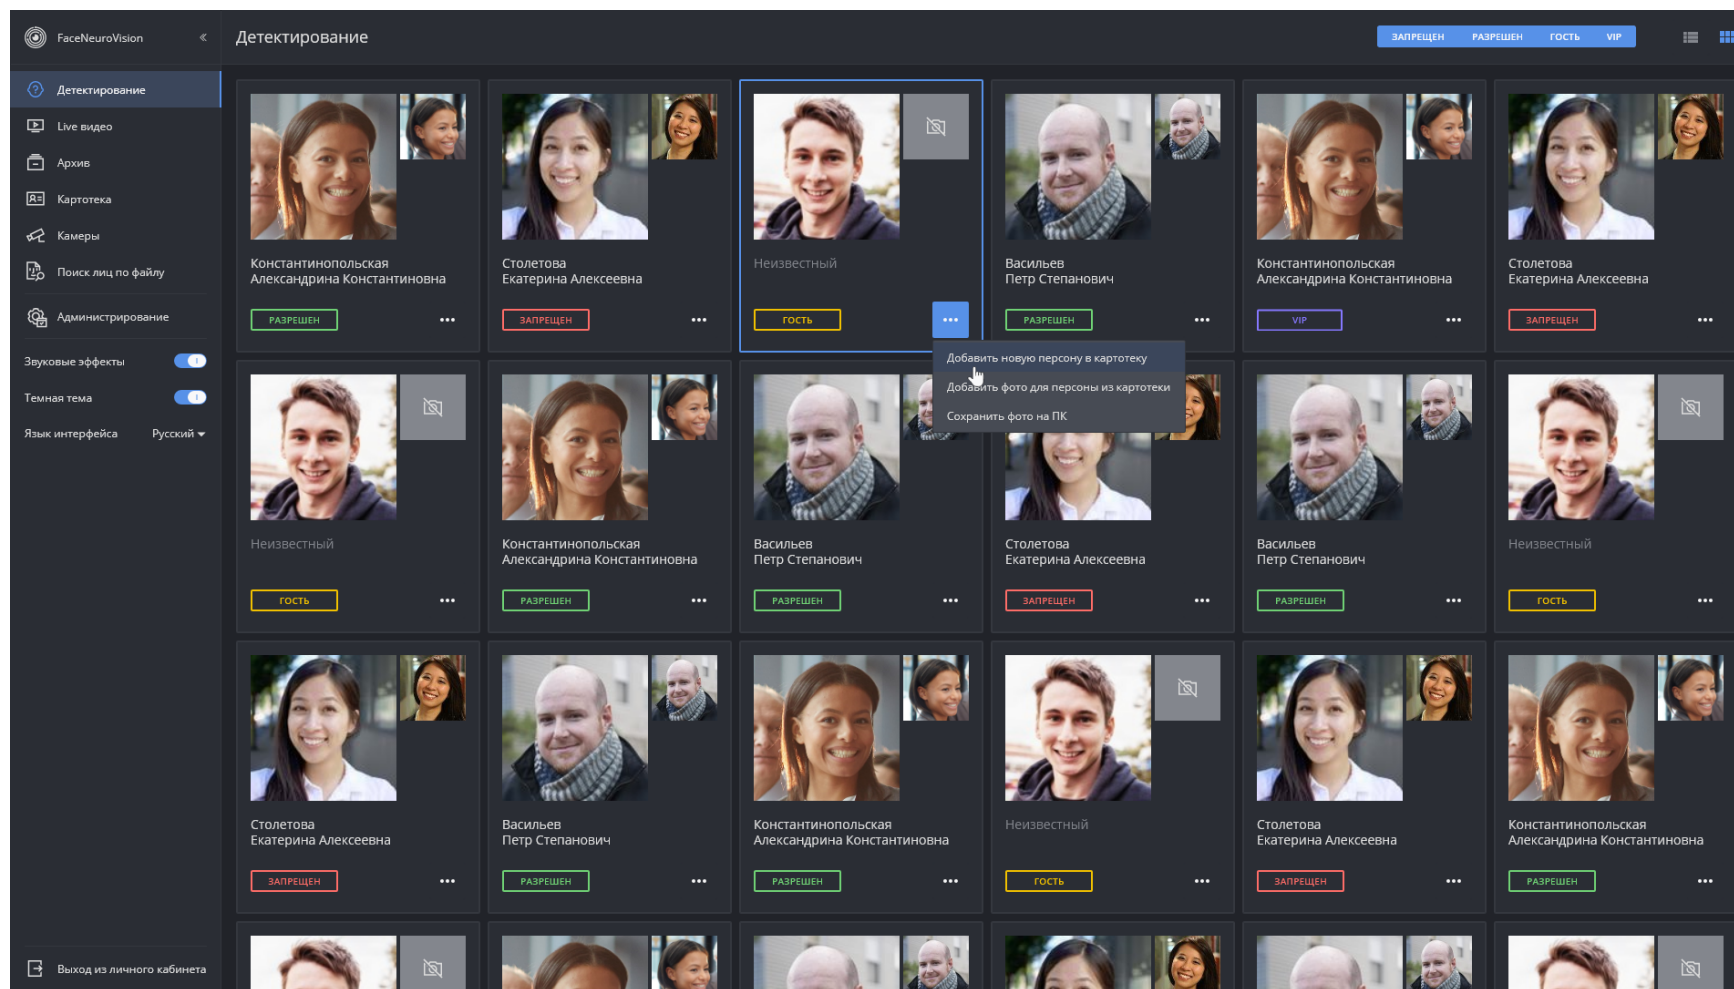 FaceNeuroVision
Детектирование
ЗАПРЕЩЕН РАЗРЕШЕН ГОСТЬ VIP
Детектирование
Live видео
Архив
Картотека
Камеры
Поиск лиц по файлу
Администрирование
Звуковые эффекты
Темная тема
Язык интерфейса Русский
Выход из личного кабинета
Константинопольская
Александрина Константиновна
РАЗРЕШЕН
Столетова
Екатерина Алексеевна
ЗАПРЕЩЕН
Неизвестный
ГОСТЬ
Васильев
Петр Степанович
РАЗРЕШЕН
Константинопольская
Александрина Константиновна
VIP
Столетова
Екатерина Алексеевна
ЗАПРЕЩЕН
Добавить новую персону в картотеку
Добавить фото для персоны из картотеки
Сохранить фото на ПК
Неизвестный
ГОСТЬ
Константинопольская
Александрина Константиновна
РАЗРЕШЕН
Васильев
Петр Степанович
РАЗРЕШЕН
Столетова
Екатерина Алексеевна
ЗАПРЕЩЕН
Васильев
Петр Степанович
РАЗРЕШЕН
Неизвестный
ГОСТЬ
Столетова
Екатерина Алексеевна
ЗАПРЕЩЕН
Васильев
Петр Степанович
РАЗРЕШЕН
Константинопольская
Александрина Константиновна
РАЗРЕШЕН
Неизвестный
ГОСТЬ
Столетова
Екатерина Алексеевна
ЗАПРЕЩЕН
Константинопольская
Александрина Константиновна
РАЗРЕШЕН